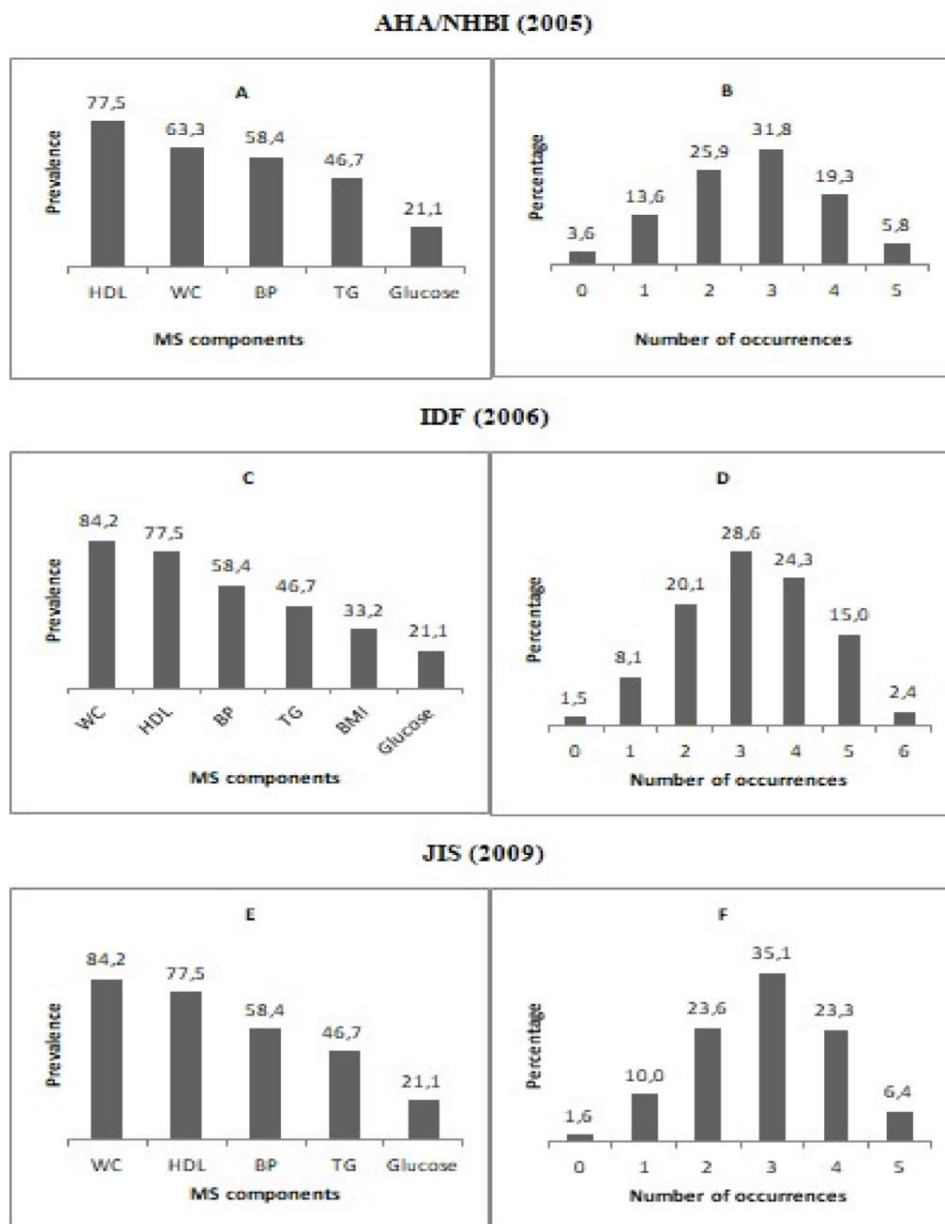 AHA/NHBI (2005)
A
Prevalence
77,5
63,3
58,4
46,7
21,1
HDL WC BP TG Glucose
MS components
B
Percentage
3,6
13,6
25,9
31,8
19,3
5,8
0 1 2 3 4 5
Number of occurrences
IDF (2006)
C
Prevalence
84,2
77,5
58,4
46,7
33,2
21,1
WC HDL BP TG BMI Glucose
MS components
D
Percentage
1,5
8,1
20,1
28,6
24,3
15,0
2,4
0 1 2 3 4 5 6
Number of occurrences
JIS (2009)
E
Prevalence
84,2
77,5
58,4
46,7
21,1
WC HDL BP TG Glucose
MS components
F
Percentage
1,6
10,0
23,6
35,1
23,3
6,4
0 1 2 3 4 5
Number of occurrences